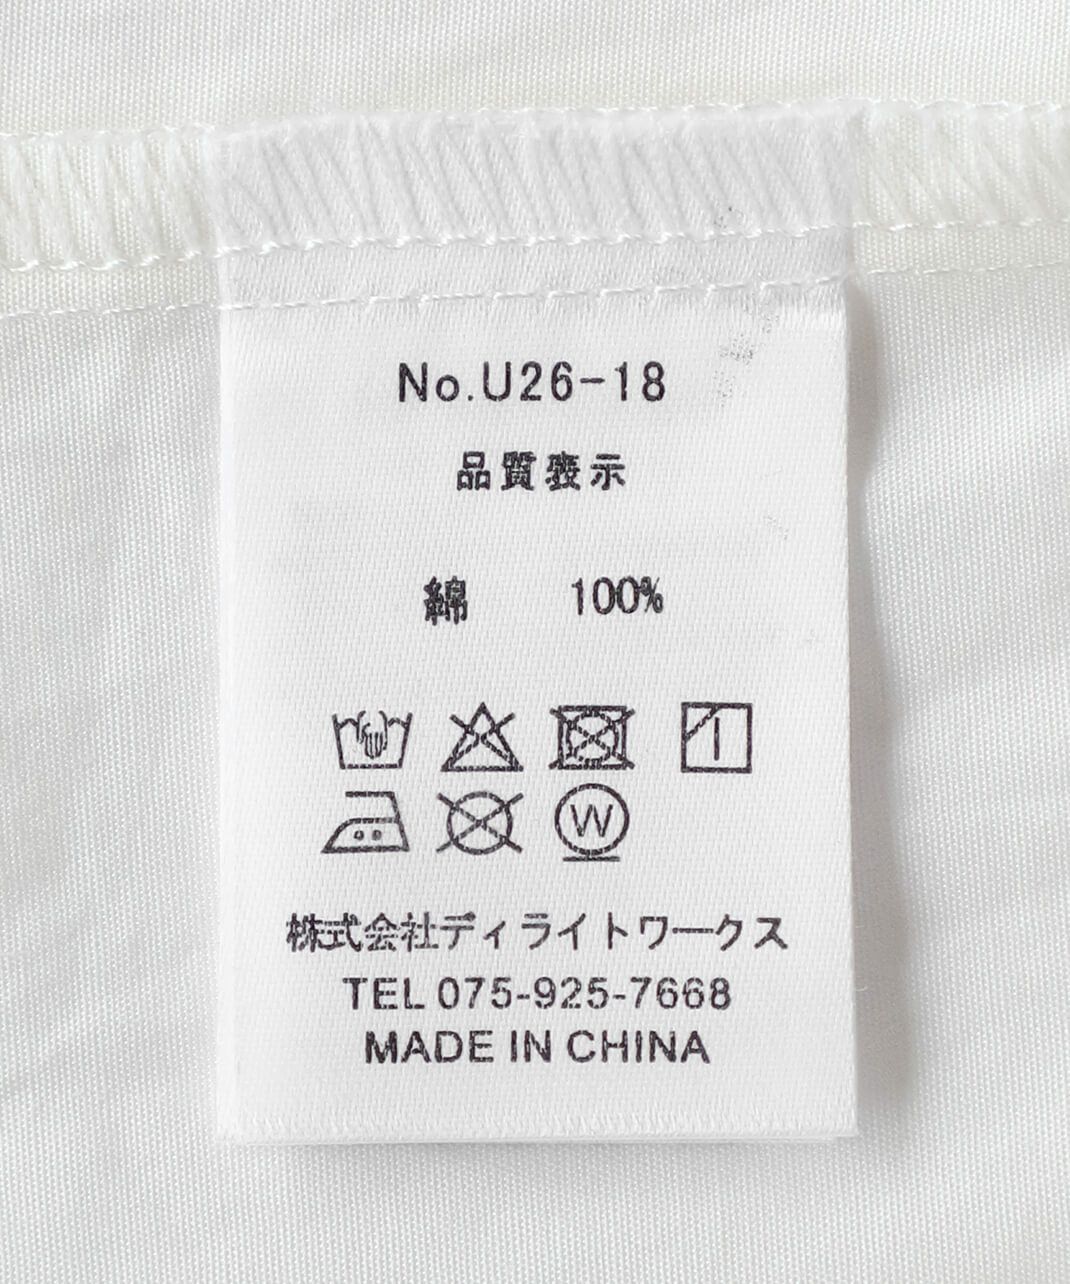 No.U26-18
品質表示
綿 100%
W
株式会社ディライトワークス
TEL 075-925-7668
MADE IN CHINA